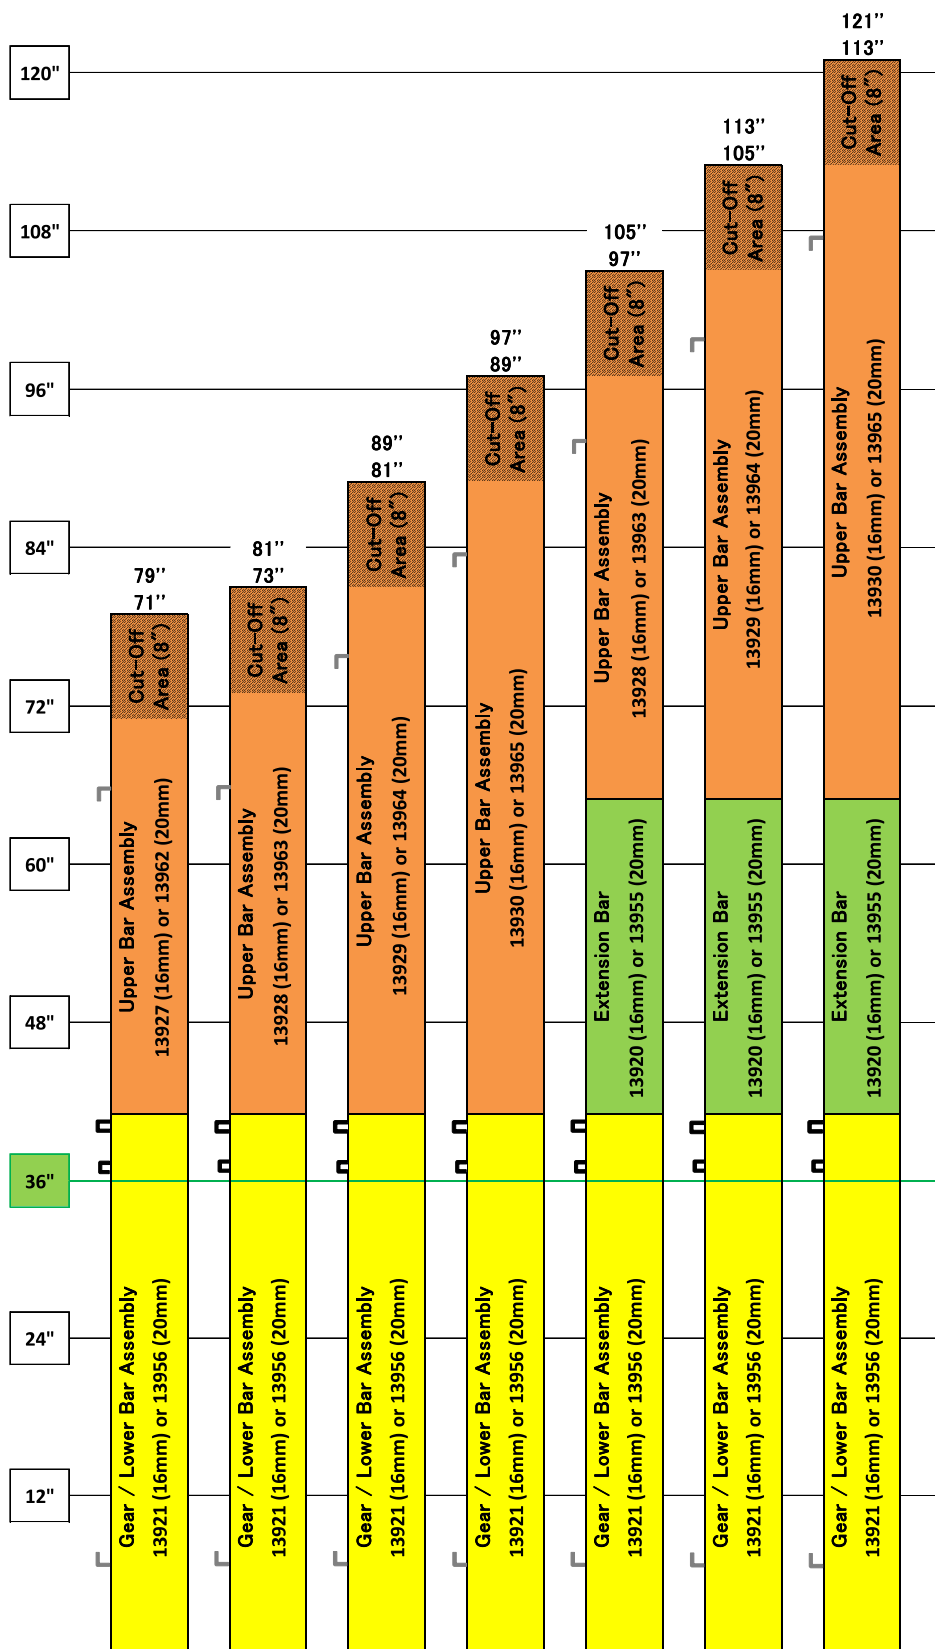 120"
108"
96"
84"
72"
60"
48"
36"
24"
12"
79’’
71’’
Cut-Off
Area (8”)
Upper Bar Assembly
13927 (16mm) or 13962 (20mm)
Gear / Lower Bar Assembly
13921 (16mm) or 13956 (20mm)
81’’
73’’
Cut-Off
Area (8”)
Upper Bar Assembly
13928 (16mm) or 13963 (20mm)
Gear / Lower Bar Assembly
13921 (16mm) or 13956 (20mm)
89’’
81’’
Cut-Off
Area (8”)
Upper Bar Assembly
13929 (16mm) or 13964 (20mm)
Gear / Lower Bar Assembly
13921 (16mm) or 13956 (20mm)
97’’
89’’
Cut-Off
Area (8”)
Upper Bar Assembly
13930 (16mm) or 13965 (20mm)
Gear / Lower Bar Assembly
13921 (16mm) or 13956 (20mm)
105’’
97’’
Cut-Off
Area (8”)
Upper Bar Assembly
13928 (16mm) or 13963 (20mm)
Extension Bar
13920 (16mm) or 13955 (20mm)
Gear / Lower Bar Assembly
13921 (16mm) or 13956 (20mm)
113’’
105’’
Cut-Off
Area (8”)
Upper Bar Assembly
13929 (16mm) or 13964 (20mm)
Extension Bar
13920 (16mm) or 13955 (20mm)
Gear / Lower Bar Assembly
13921 (16mm) or 13956 (20mm)
121’’
113’’
Cut-Off
Area (8”)
Upper Bar Assembly
13930 (16mm) or 13965 (20mm)
Extension Bar
13920 (16mm) or 13955 (20mm)
Gear / Lower Bar Assembly
13921 (16mm) or 13956 (20mm)